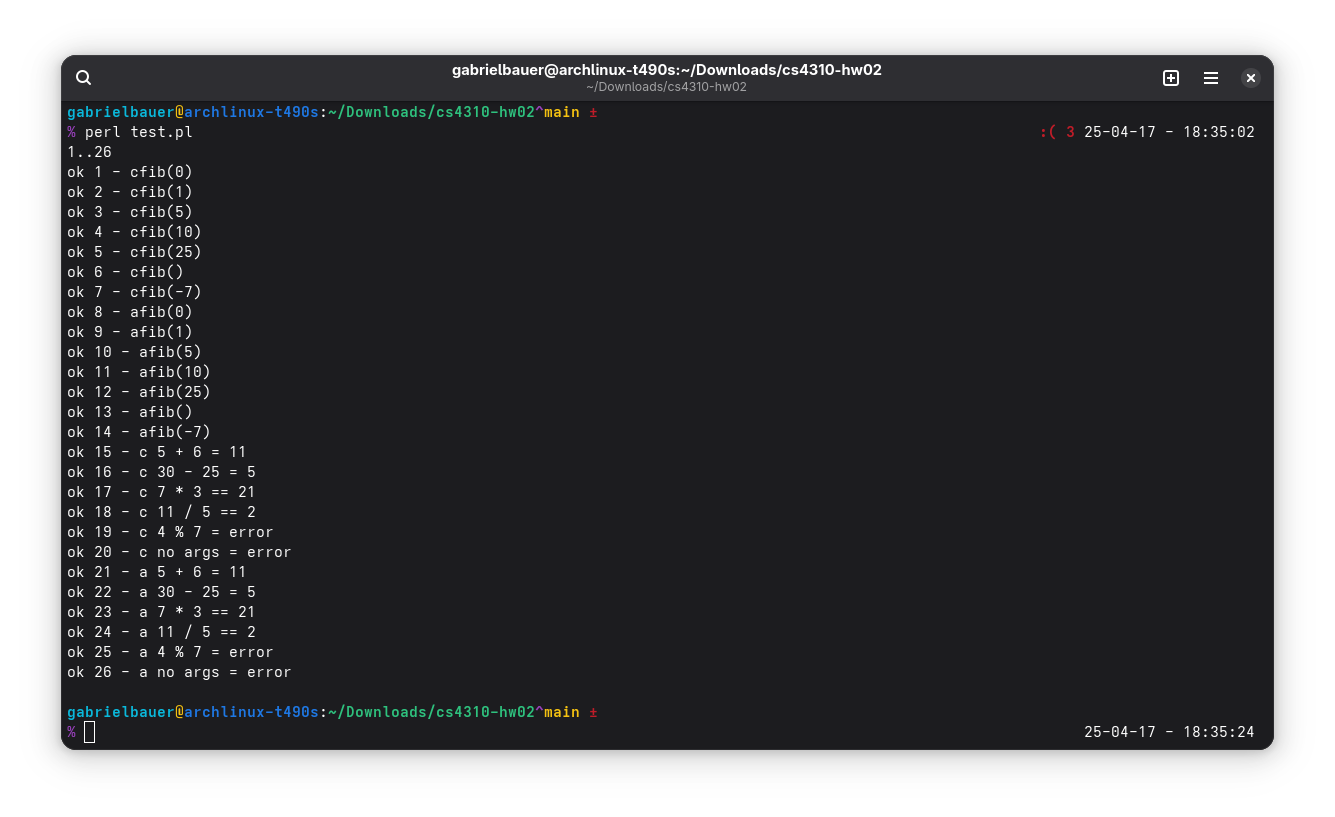 gabrielbauer@archlinux-t490s:~/Downloads/cs4310-hw02
~/Downloads/cs4310-hw02
gabrielbauer@archlinux-t490s:~/Downloads/cs4310-hw02^main ±
% perl test.pl :( 3 25-04-17 - 18:35:02
1..26
ok 1 - cfib(0)
ok 2 - cfib(1)
ok 3 - cfib(5)
ok 4 - cfib(10)
ok 5 - cfib(25)
ok 6 - cfib()
ok 7 - cfib(-7)
ok 8 - afib(0)
ok 9 - afib(1)
ok 10 - afib(5)
ok 11 - afib(10)
ok 12 - afib(25)
ok 13 - afib()
ok 14 - afib(-7)
ok 15 - c 5 + 6 = 11
ok 16 - c 30 - 25 = 5
ok 17 - c 7 * 3 == 21
ok 18 - c 11 / 5 == 2
ok 19 - c 4 % 7 = error
ok 20 - c no args = error
ok 21 - a 5 + 6 = 11
ok 22 - a 30 - 25 = 5
ok 23 - a 7 * 3 == 21
ok 24 - a 11 / 5 == 2
ok 25 - a 4 % 7 = error
ok 26 - a no args = error
gabrielbauer@archlinux-t490s:~/Downloads/cs4310-hw02^main ±
% 25-04-17 - 18:35:24